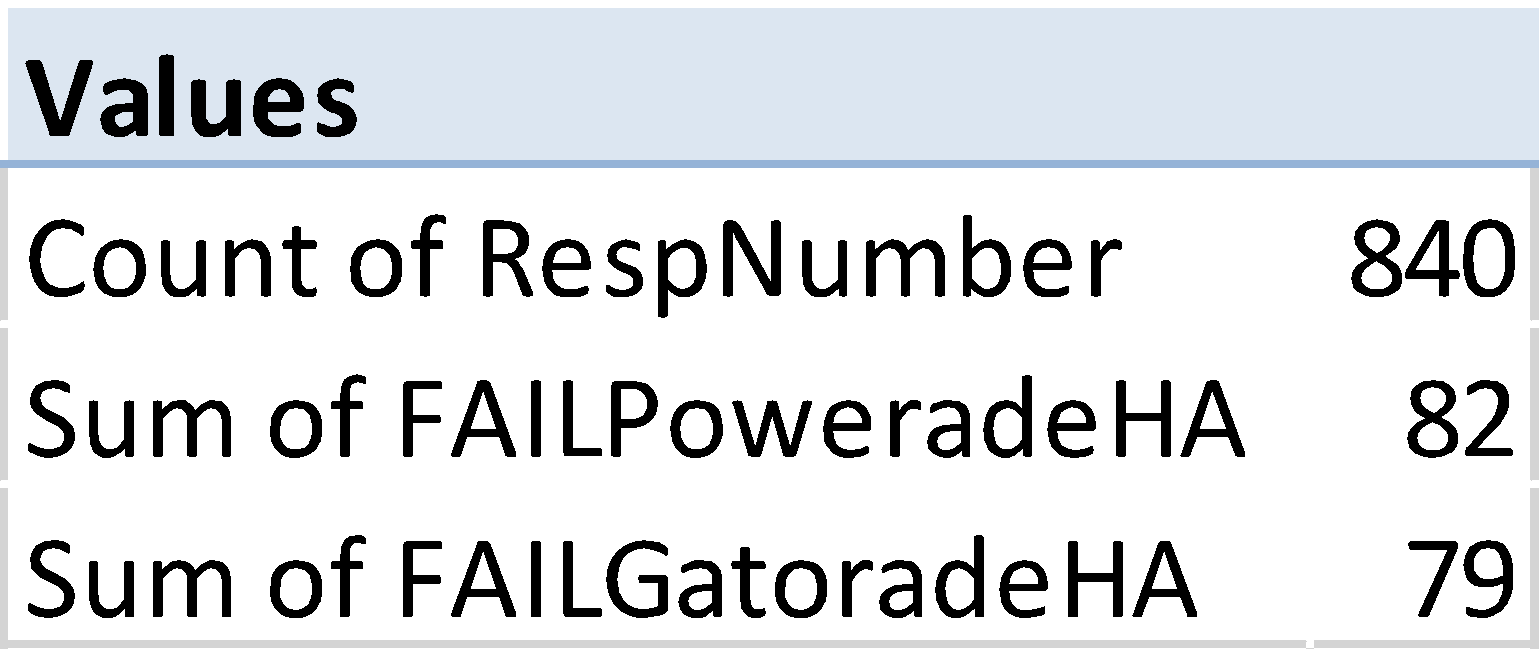 Values
Count of RespNumber 840
Sum of FAILPoweradeHA 82
Sum of FAILGatoradeHA 79